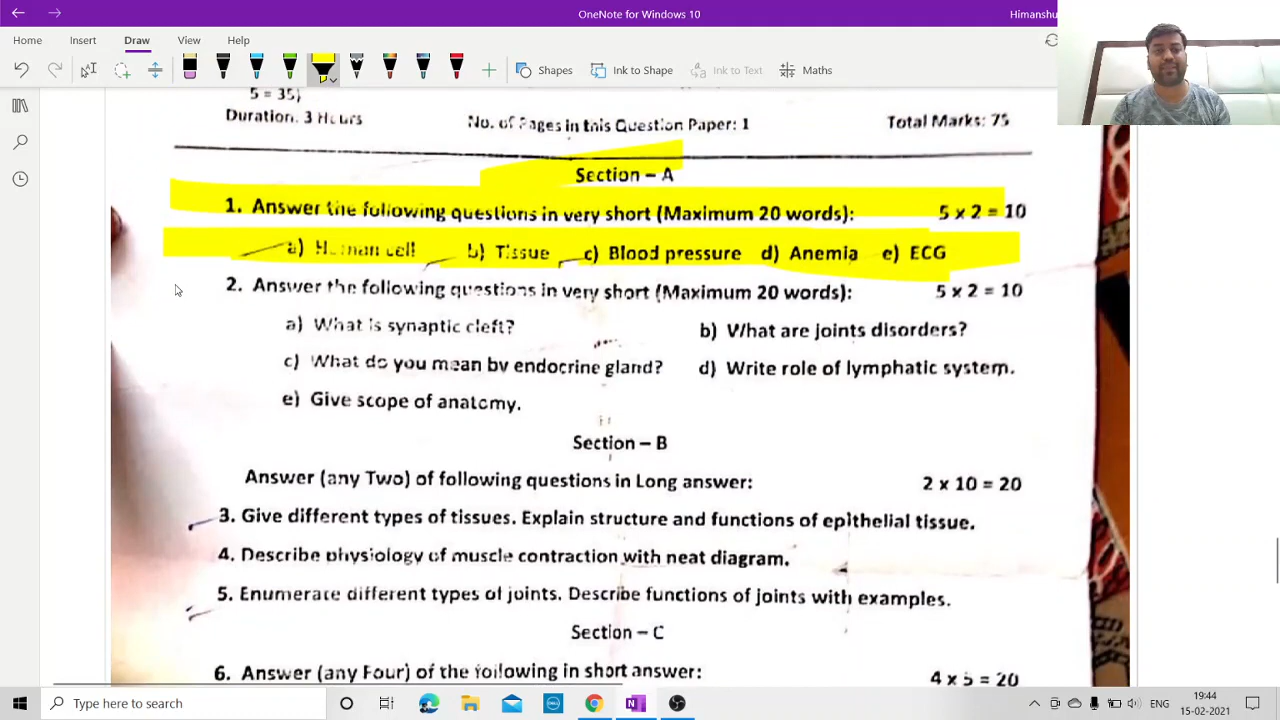 OneNote for Windows 10
Himanshu
Home Insert Draw View Help
Shapes Ink to Shape Ink to Text Maths
5 = 35)
Duration. 3 Hours No. of Pages in this Question Paper: 1 Total Marks: 75
Section – A
1. Answer the following questions in very short (Maximum 20 words): 5 x 2 = 10
a) Human cell b) Tissue c) Blood pressure d) Anemia e) ECG
2. Answer the following questions in very short (Maximum 20 words): 5 x 2 = 10
a) What is synaptic cleft? b) What are joints disorders?
c) What do you mean by endocrine gland? d) Write role of lymphatic system.
e) Give scope of anatomy.
Section – B
Answer (any Two) of following questions in Long answer: 2 x 10 = 20
3. Give different types of tissues. Explain structure and functions of epithelial tissue.
4. Describe physiology of muscle contraction with neat diagram.
5. Enumerate different types of joints. Describe functions of joints with examples.
Section – C
6. Answer (any Four) of the following in short answer: 4 x 5 = 20
Type here to search
ENG
19:44
15-02-2021